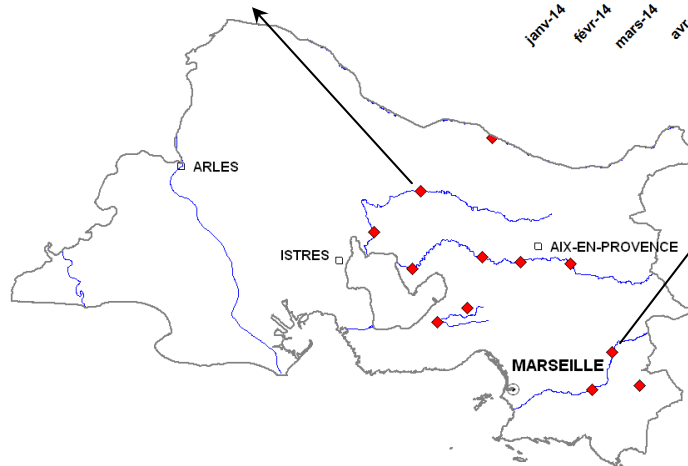 janv-14
févr-14
mars-14
ARLES
AIX-EN-PROVENCE
ISTRES
MARSEILLE